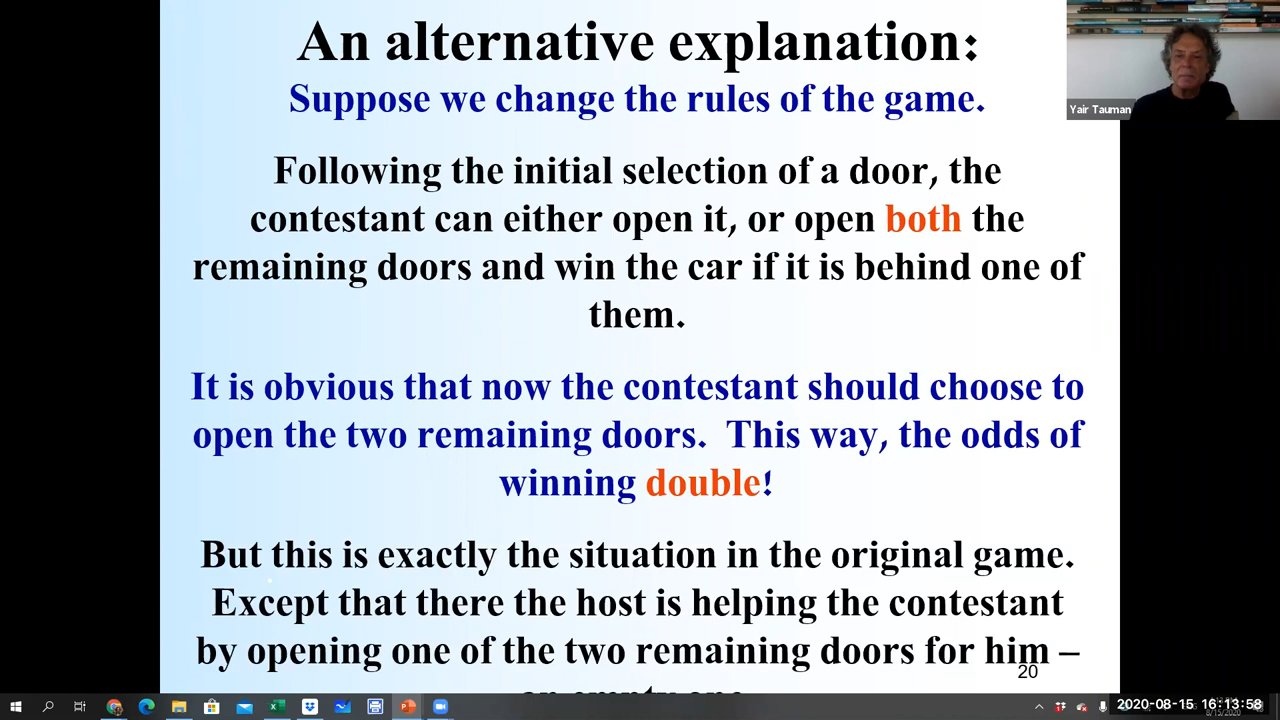 An alternative explanation:
Suppose we change the rules of the game.
Following the initial selection of a door, the
contestant can either open it, or open both the
remaining doors and win the car if it is behind one of
them.
It is obvious that now the contestant should choose to
open the two remaining doors.  This way, the odds of
winning double!
But this is exactly the situation in the original game.
Except that there the host is helping the contestant
by opening one of the two remaining doors for him –
an empty one
20
Yair Tauman
2020-08-15 16:13:58